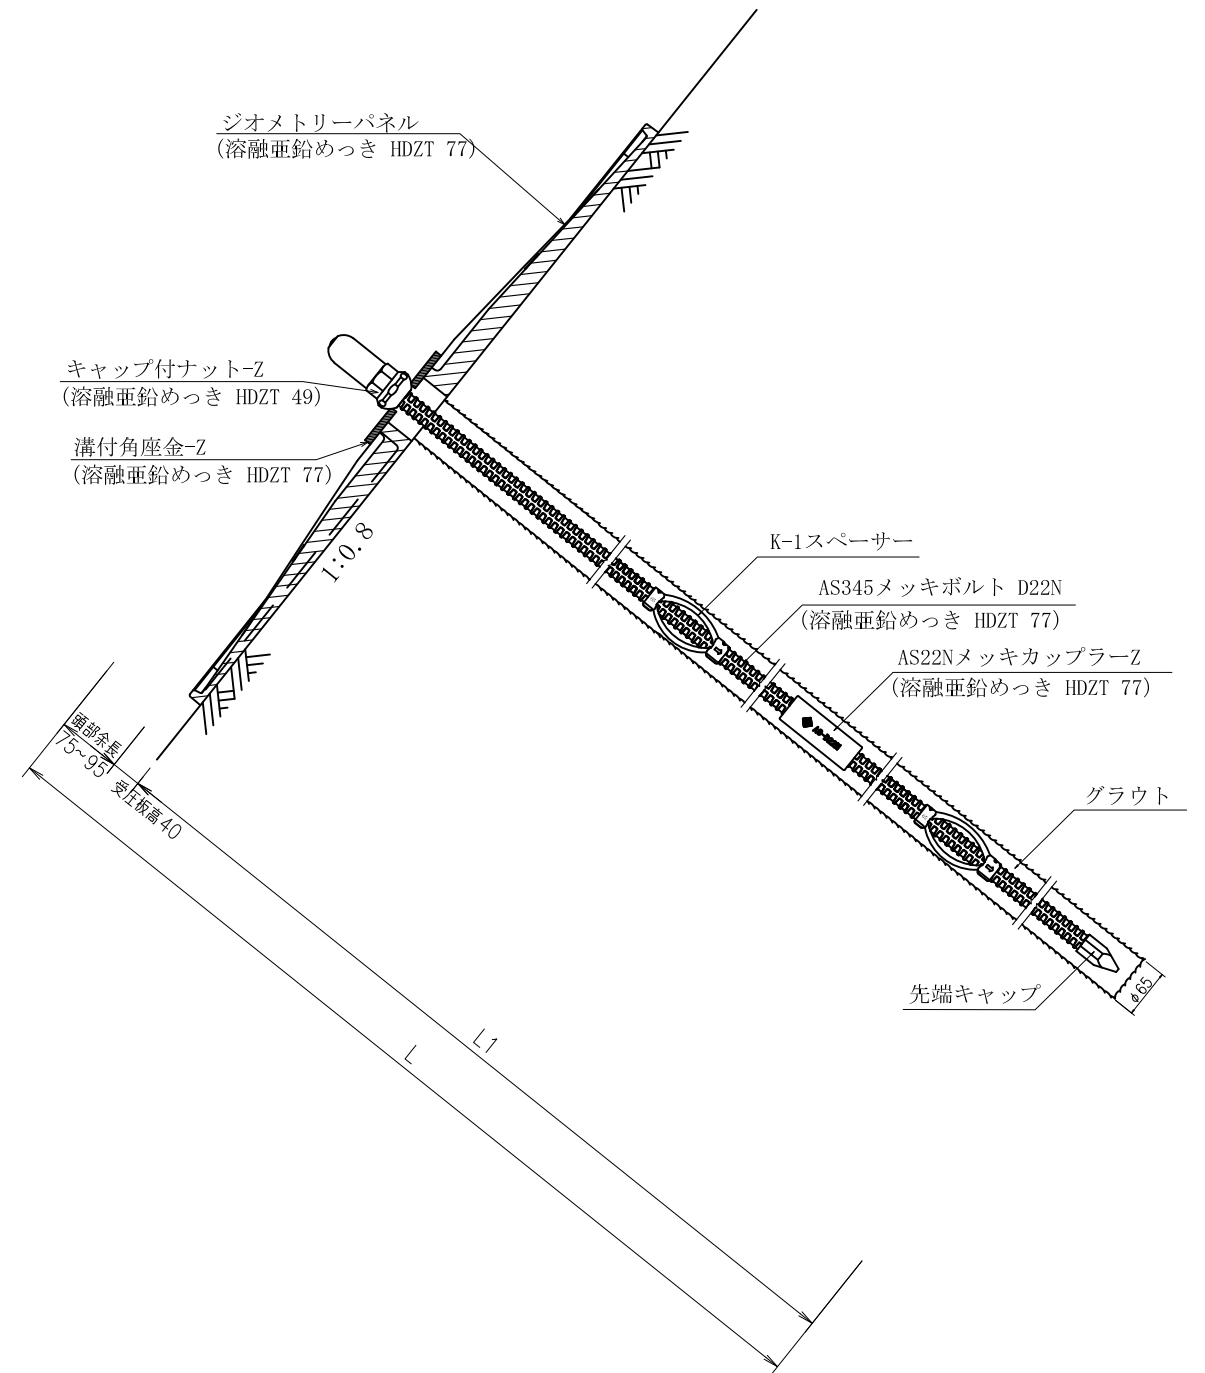 ジオメトリーパネル
(溶融亜鉛めっき HDZT 77)
キャップ付ナット-Z
(溶融亜鉛めっき HDZT 49)
溝付角座金-Z
(溶融亜鉛めっき HDZT 77)
1:0.8
K-1スペーサー
AS345メッキボルト D22N
(溶融亜鉛めっき HDZT 77)
AS22NメッキカップラーZ
(溶融亜鉛めっき HDZT 77)
頭部余長
75~95
受圧板高40
グラウト
先端キャップ
φ65
L1
L